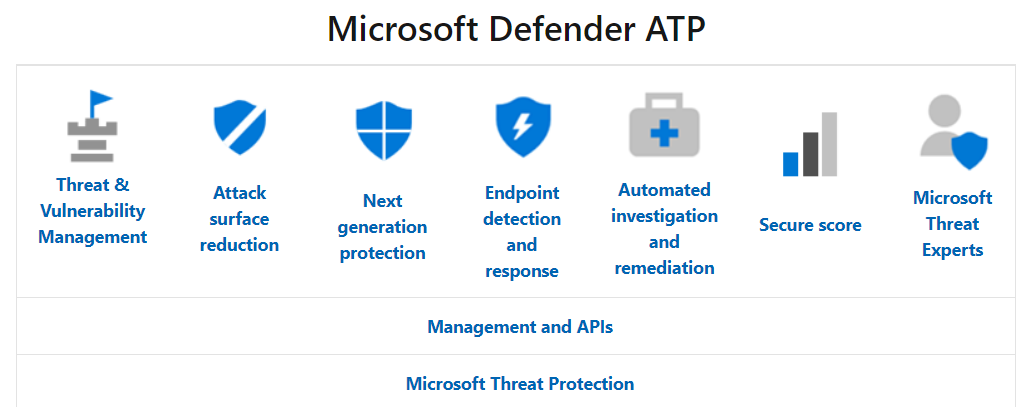 Microsoft Defender ATP
Threat &
Vulnerability
Management
Attack
surface
reduction
Next
generation
protection
Endpoint
detection
and
response
Automated
investigation
and
remediation
Secure score
Microsoft
Threat
Experts
Management and APIs
Microsoft Threat Protection